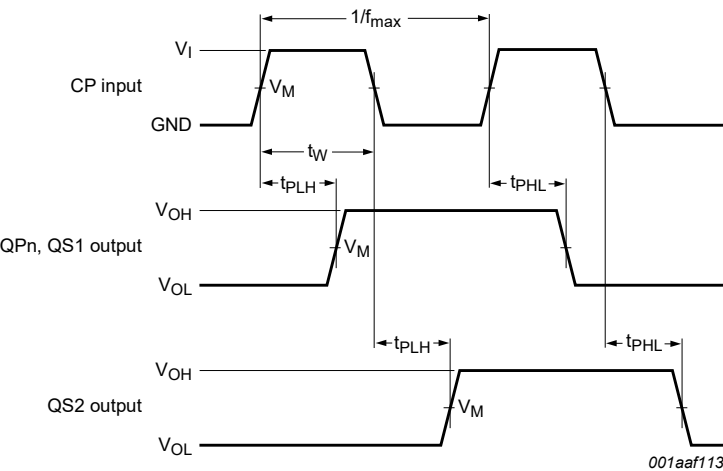 1/fmax
VI
CP input
VM
GND
tW
tPLH
tPHL
VOH
QPn, QS1 output
VM
VOL
tPLH
tPHL
VOH
QS2 output
VM
VOL
001aaf113